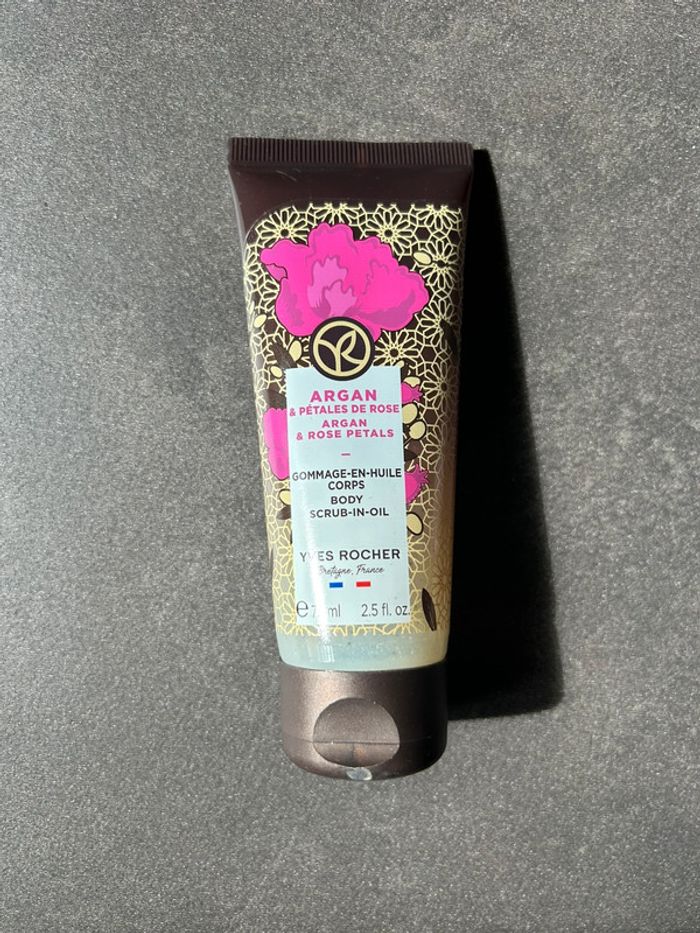 ARGAN
& PÉTALES DE ROSE
ARGAN
& ROSE PETALS
–
GOMMAGE-EN-HUILE
CORPS
BODY
SCRUB-IN-OIL
YVES ROCHER
Bretagne, France
℮ ml 2.5 fl. oz.